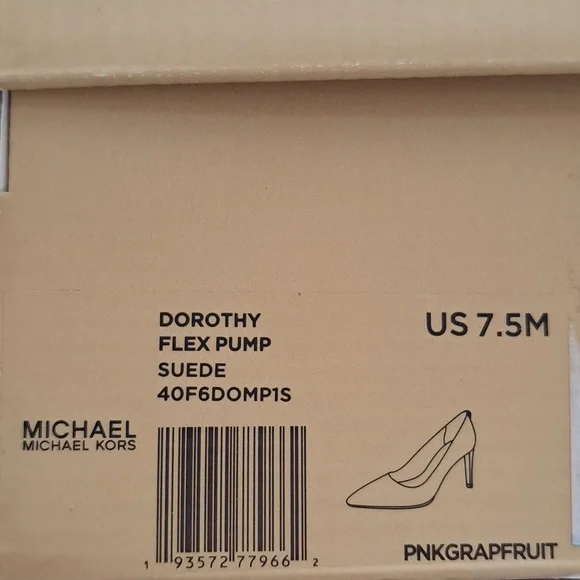 DOROTHY
FLEX PUMP
SUEDE
40F6DOMP1S
US 7.5M
MICHAEL
MICHAEL KORS
1 93572 77966 2
PNKGRAPFRUIT